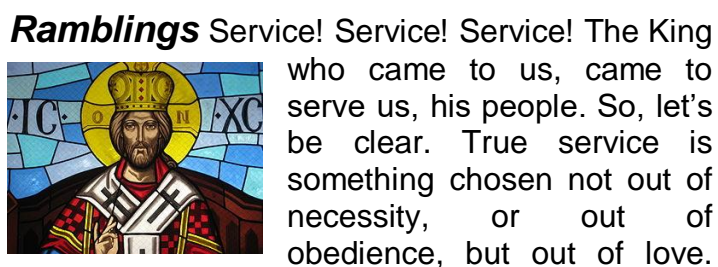 Ramblings Service! Service! Service! The King
who came to us, came to
serve us, his people. So, let's
be clear. True service is
something chosen not out of
necessity, or out of
obedience, but out of love.
·IC· O N ·XC